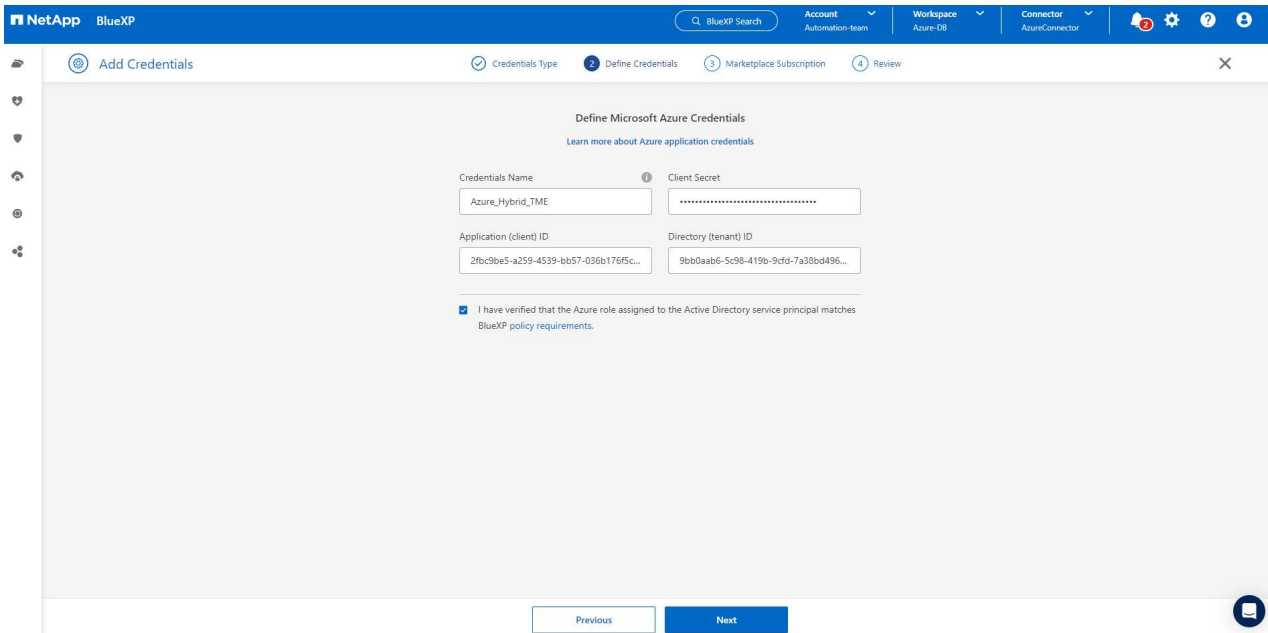 NetApp BlueXP
BlueXP Search
Account
Automation-team
Workspace
Azure-DB
Connector
AzureConnector
2
Add Credentials
Credentials Type
2 Define Credentials
3 Marketplace Subscription
4 Review
Define Microsoft Azure Credentials
Learn more about Azure application credentials
Credentials Name
Client Secret
Azure_Hybrid_TME
••••••••••••••••••••••••••••••••••••
Application (client) ID
Directory (tenant) ID
2fbc9be5-a259-4539-bb57-036b176f5c...
9bb0aab6-5c98-419b-9cfd-7a38bd496...
I have verified that the Azure role assigned to the Active Directory service principal matches
BlueXP policy requirements.
Previous
Next